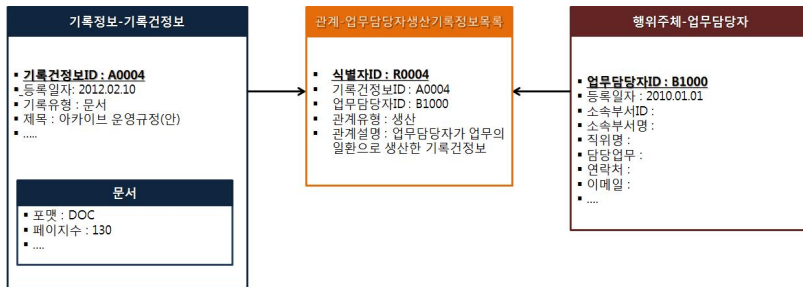 기록정보-기록건정보
▪ 기록건정보ID : A0004
▪ 등록일자: 2012.02.10
▪ 기록유형 : 문서
▪ 제목 : 아카이브 운영규정(안)
▪ .....
문서
▪ 포맷 : DOC
▪ 페이지수 : 130
▪ ....
관계-업무담당자생산기록정보목록
▪ 식별자ID : R0004
▪ 기록건정보ID : A0004
▪ 업무담당자ID : B1000
▪ 관계유형 : 생산
▪ 관계설명 : 업무담당자가 업무의
일환으로 생산한 기록건정보
행위주체-업무담당자
▪ 업무담당자ID : B1000
▪ 등록일자 : 2010.01.01
▪ 소속부서ID :
▪ 소속부서명 :
▪ 직위명 :
▪ 담당업무 :
▪ 연락처 :
▪ 이메일 :
▪ ....